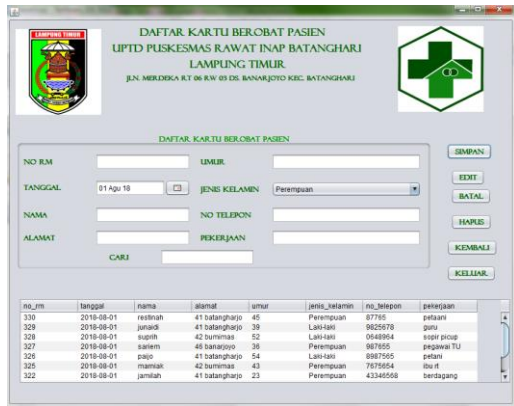 LAMPUNG TIMUR
DAFTAR KARTU BEROBAT PASIEN
UPTD PUSKESMAS RAWAT INAP BATANGHARI
LAMPUNG TIMUR
JLN. MERDEKA RT 06 RW 03 DS. BANARJOYO KEC. BATANGHARI
DAFTAR KARTU BEROBAT PASIEN
NO RM
UMUR
SIMPAN
TANGGAL 01 Agu 18
JENIS KELAMIN Perempuan
EDIT
BATAL
NAMA
NO TELEPON
HAPUS
ALAMAT
PEKERJAAN
KEMBALI
CARI
KELUAR
no_rm tanggal nama alamat umur jenis_kelamin no_telepon pekerjaan
330 2018-08-01 restinah 41 batangharjo 45 Perempuan 87765 petaani
329 2018-08-01 junaidi 41 batangharjo 39 Laki-laki 9825678 guru
328 2018-08-01 suprih 42 bumimas 52 Laki-laki 0648964 sopir picup
327 2018-08-01 sariem 46 banarjoyo 36 Perempuan 987655 pegawai TU
326 2018-08-01 paijo 41 batangharjo 54 Laki-laki 8987565 petani
325 2018-08-01 mamiak 42 bumimas 43 Perempuan 7675654 ibu rt
322 2018-08-01 jamilah 41 batangharjo 23 Perempuan 43346568 berdagang